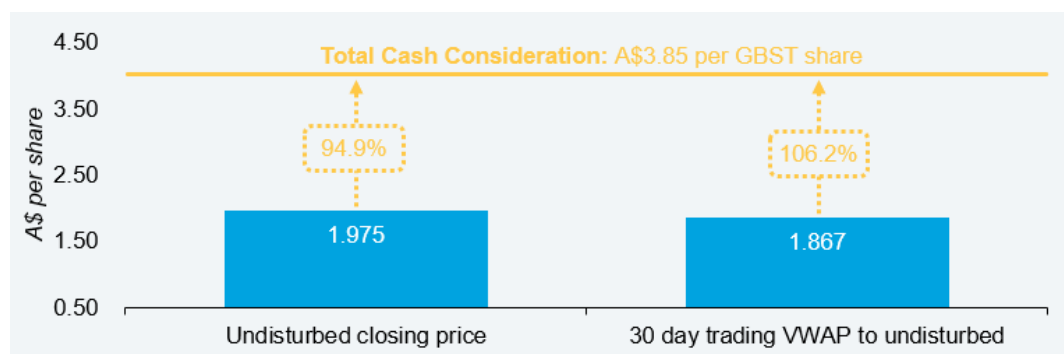 4.50
Total Cash Consideration: A$3.85 per GBST share
3.50
94.9%
106.2%
2.50
A$ per share
1.975
1.867
1.50
0.50
Undisturbed closing price
30 day trading VWAP to undisturbed